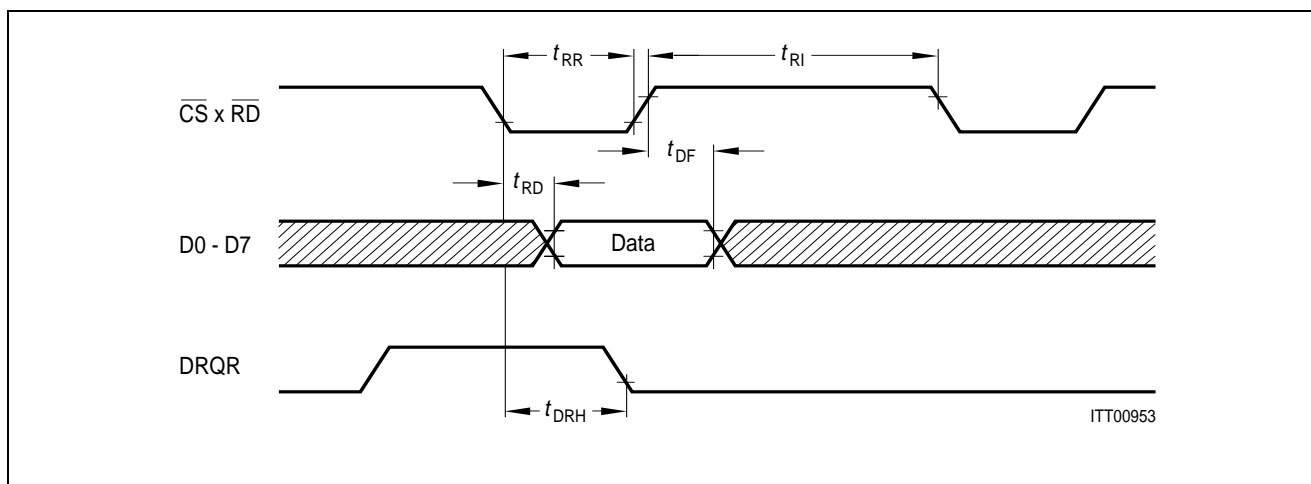 tRR
tRI
CS x RD
tDF
tRD
D0 - D7
Data
DRQR
tDRH
ITT00953